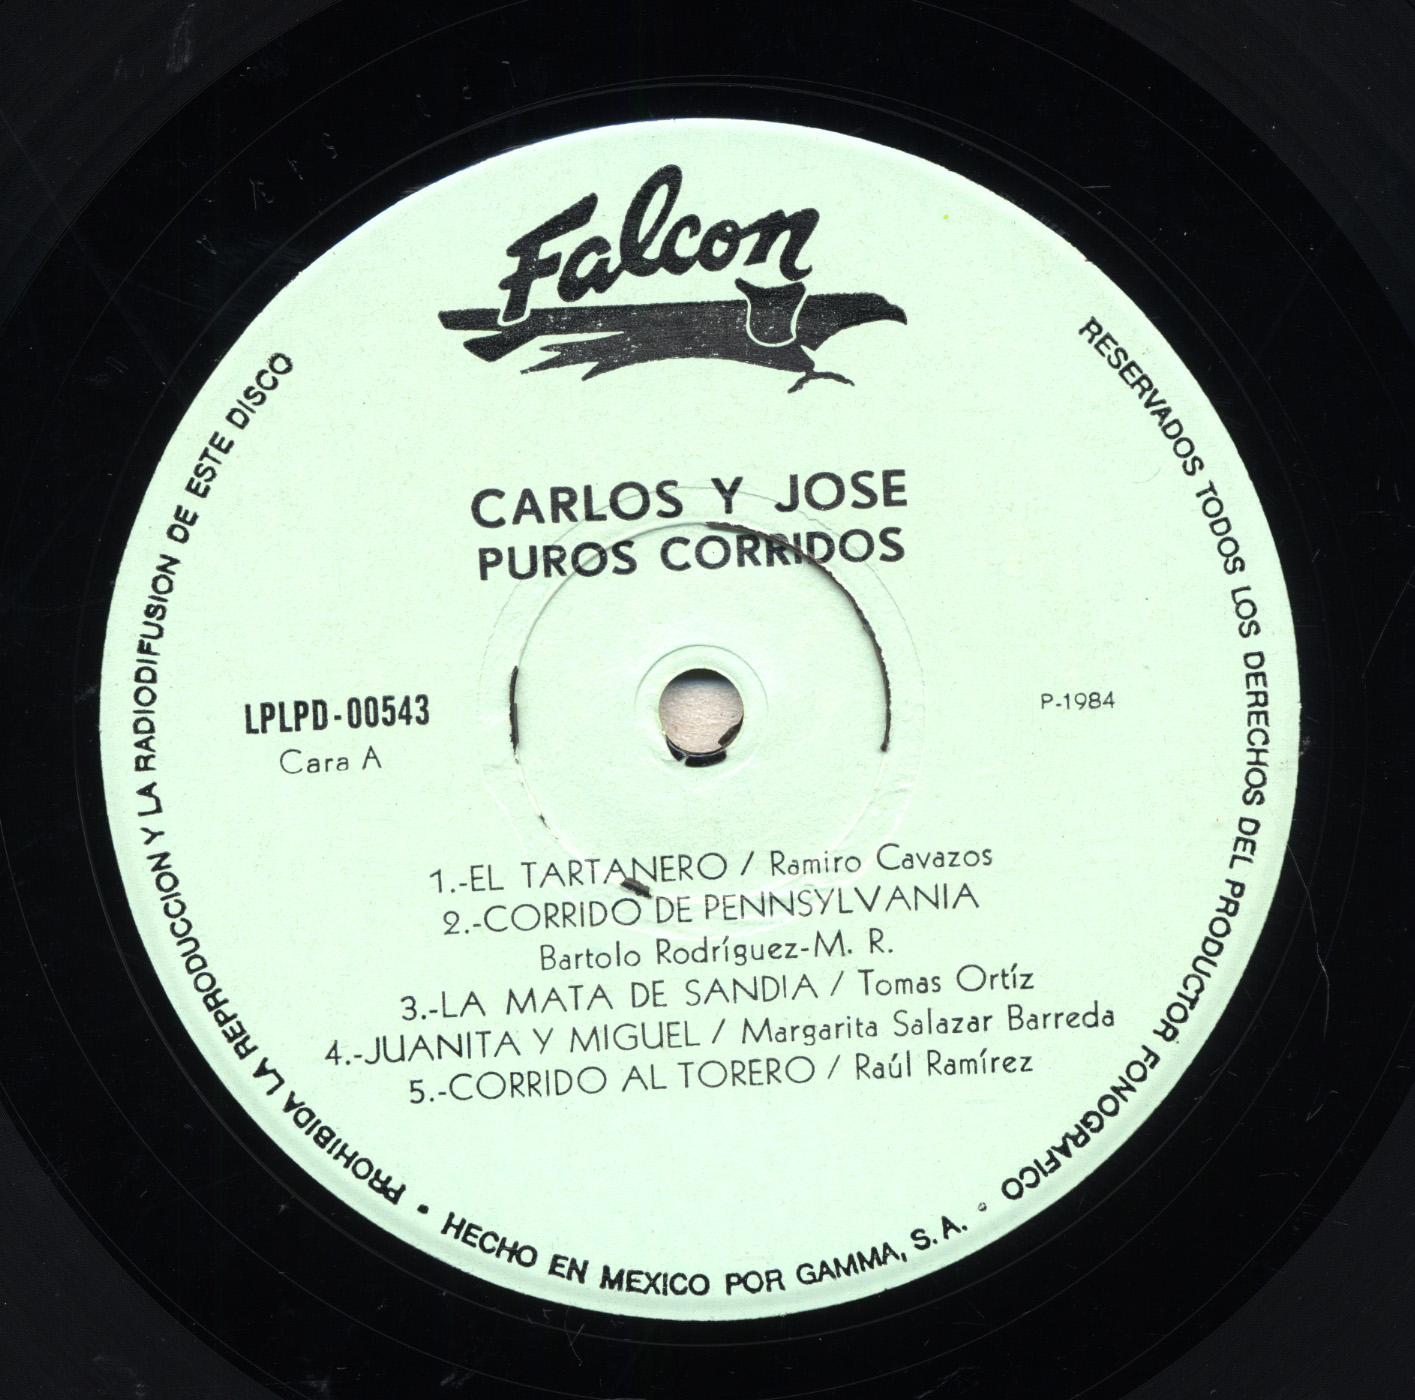 Falcon
CARLOS Y JOSE
PUROS CORRIDOS
LPLPD-00543
Cara A
P-1984
1.-EL TARTANERO / Ramiro Cavazos
2.-CORRIDO DE PENNSYLVANIA
Bartolo Rodríguez-M. R.
3.-LA MATA DE SANDIA / Tomas Ortíz
4.-JUANITA Y MIGUEL / Margarita Salazar Barreda
5.-CORRIDO AL TORERO / Raúl Ramírez
RESERVADOS TODOS LOS DERECHOS DEL PRODUCTOR FONOGRAFICO • HECHO EN MEXICO POR GAMMA, S.A. • PROHIBIDA LA REPRODUCCION Y LA RADIODIFUSION DE ESTE DISCO